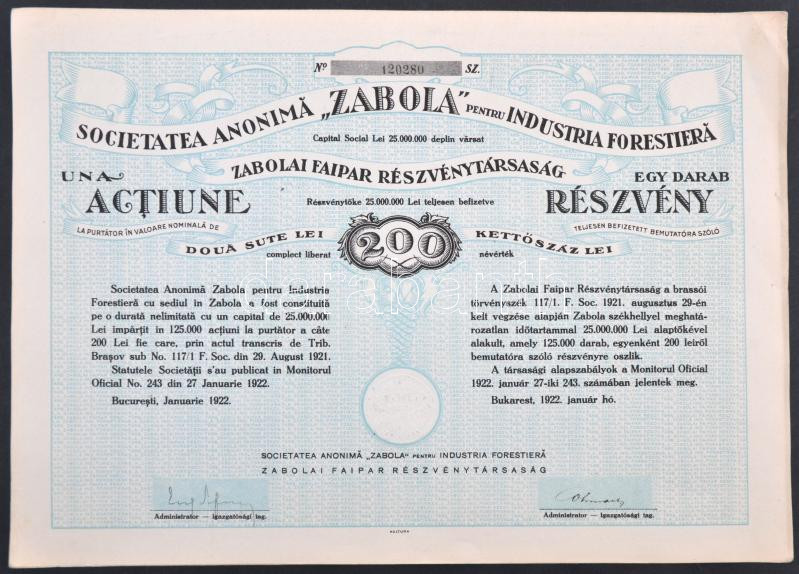 Nº 120280 SZ.
SOCIETATEA ANONIMĂ „ZABOLA" PENTRU INDUSTRIA FORESTIERĂ
Capital Social Lei 25.000.000 deplin vărsat
ZABOLAI FAIPAR RÉSZVÉNYTÁRSASÁG
UNA
ACȚIUNE
EGY DARAB
RÉSZVÉNY
Részvénytőke 25.000.000 Lei teljesen befizetve
LA PURTĂTOR ÎN VALOARE NOMINALĂ DE
TELJESEN BEFIZETETT BEMUTATÓRA SZÓLÓ
DOUĂ SUTE LEI
200
KETTŐSZÁZ LEI
complect liberat
névérték
Societatea Anonimă Zabola pentru Industria
Forestieră cu sediul în Zabola a fost constituită
pe o durată nelimitată cu un capital de 25.000.000
Lei împărțit in 125.000 acțiuni la purtător a câte
200 Lei fie care, prin actul transcris de Trib.
Brașov sub No. 117/1 F. Soc. din 29. August 1921.
Statutele Societății s'au publicat in Monitorul
Oficial No. 243 din 27 Januarie 1922.
București, Januarie 1922.
A Zabolai Faipar Részvénytársaság a brassói
törvényszék 117/1. F. Soc. 1921. augusztus 29-én
kelt végzése alapján Zabola székhellyel meghatá-
rozatlan időtartammal 25.000.000 Lei alaptőkével
alakult, amely 125.000 darab, egyenként 200 leiről
bemutatóra szóló részvényre oszlik.
A társasági alapszabályok a Monitorul Oficial
1922. január 27-iki 243. számában jelentek meg.
Bukarest, 1922. január hó.
SOCIETATEA ANONIMĂ „ZABOLA" PENTRU INDUSTRIA FORESTIERĂ
ZABOLAI FAIPAR RÉSZVÉNYTÁRSASÁG
Administrator — igazgatósági tag.
Administrator — igazgatósági tag.